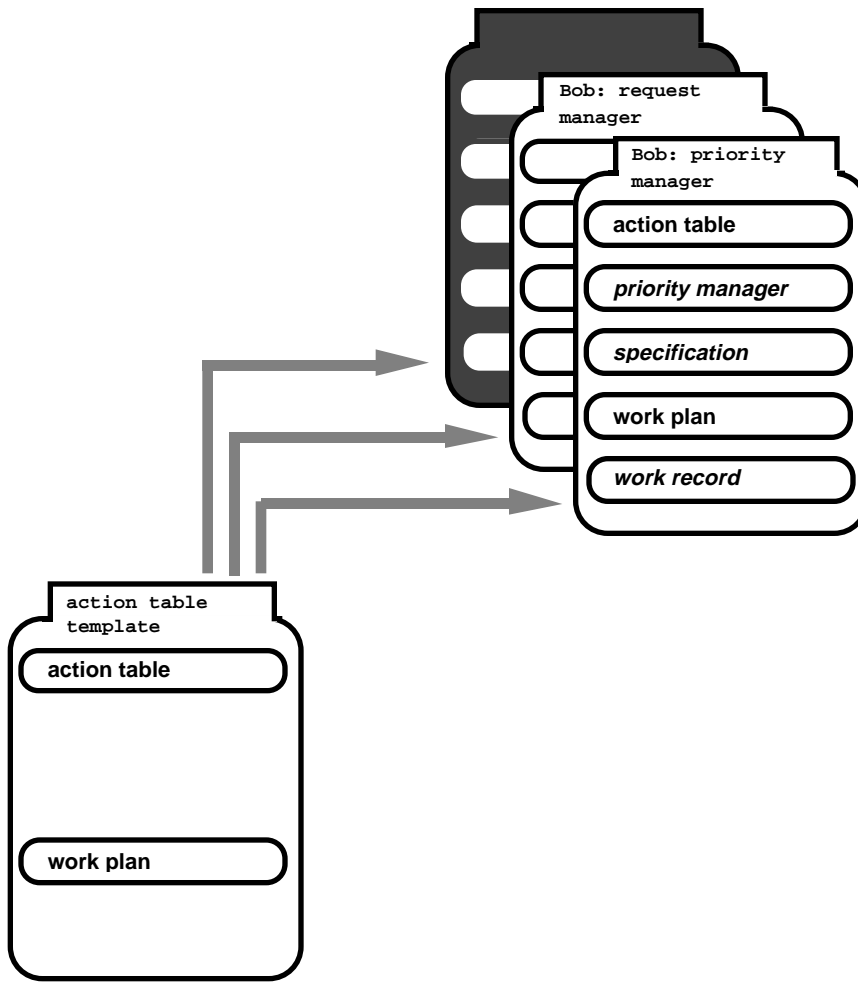 Bob: request
manager
Bob: priority
manager
action table
priority manager
specification
work plan
work record
action table
template
action table
work plan